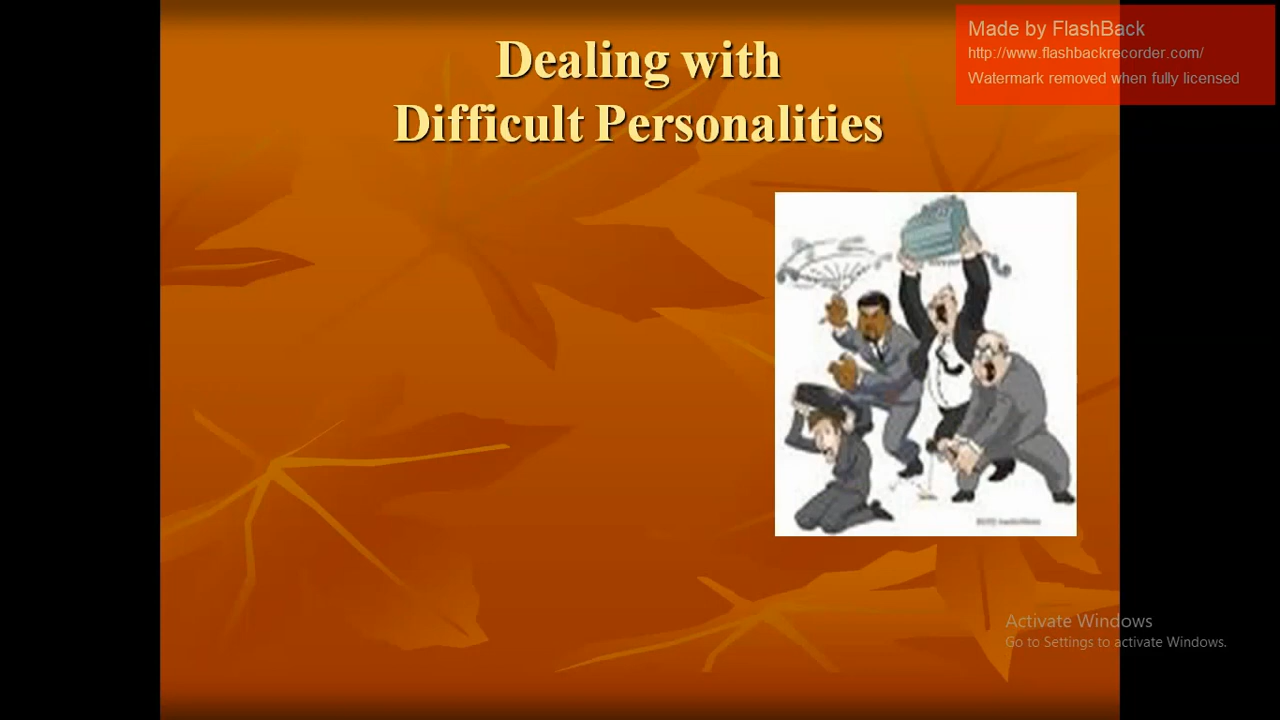 Dealing with
Difficult Personalities
Made by FlashBack
http://www.flashbackrecorder.com/
Watermark removed when fully licensed
Activate Windows
Go to Settings to activate Windows.